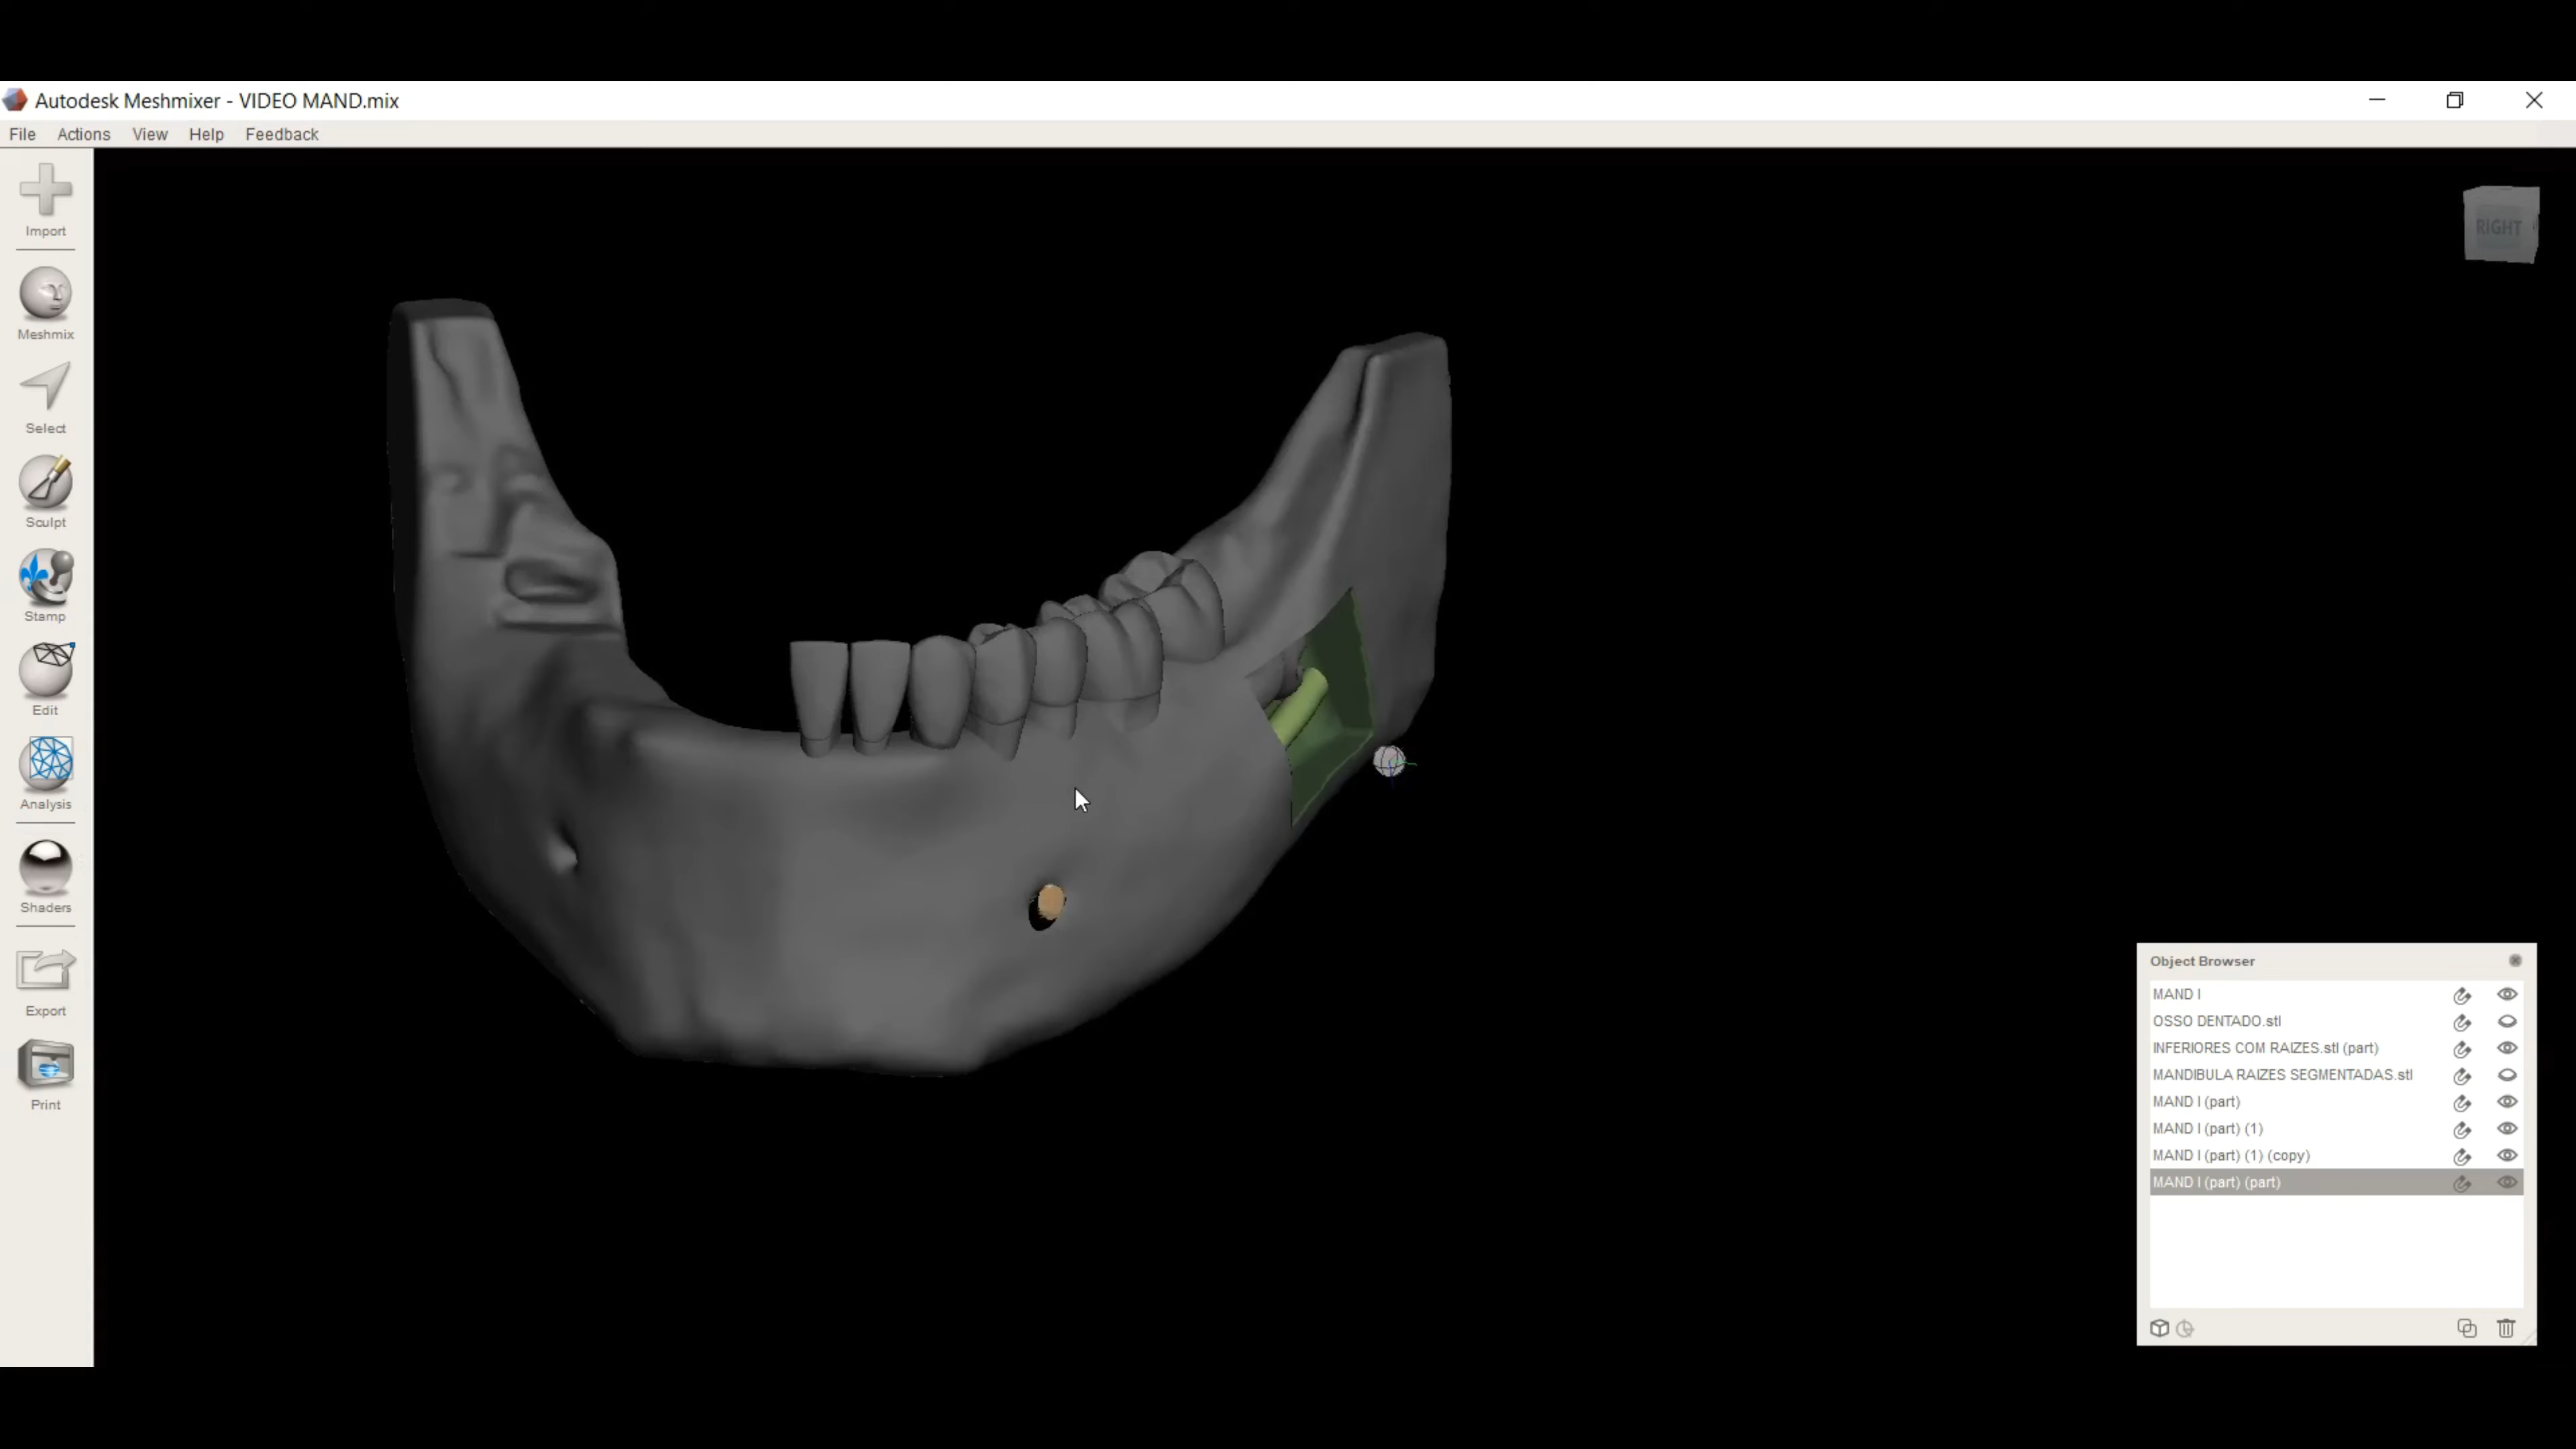 Autodesk Meshmixer - VIDEO MAND.mix
File Actions View Help Feedback
Import
Meshmix
Select
Sculpt
Stamp
Edit
Analysis
Shaders
Export
Print
RIGHT
Object Browser
MAND I
OSSO DENTADO.stl
INFERIORES COM RAIZES.stl (part)
MANDIBULA RAIZES SEGMENTADAS.stl
MAND I (part)
MAND I (part) (1)
MAND I (part) (1) (copy)
MAND I (part) (part)